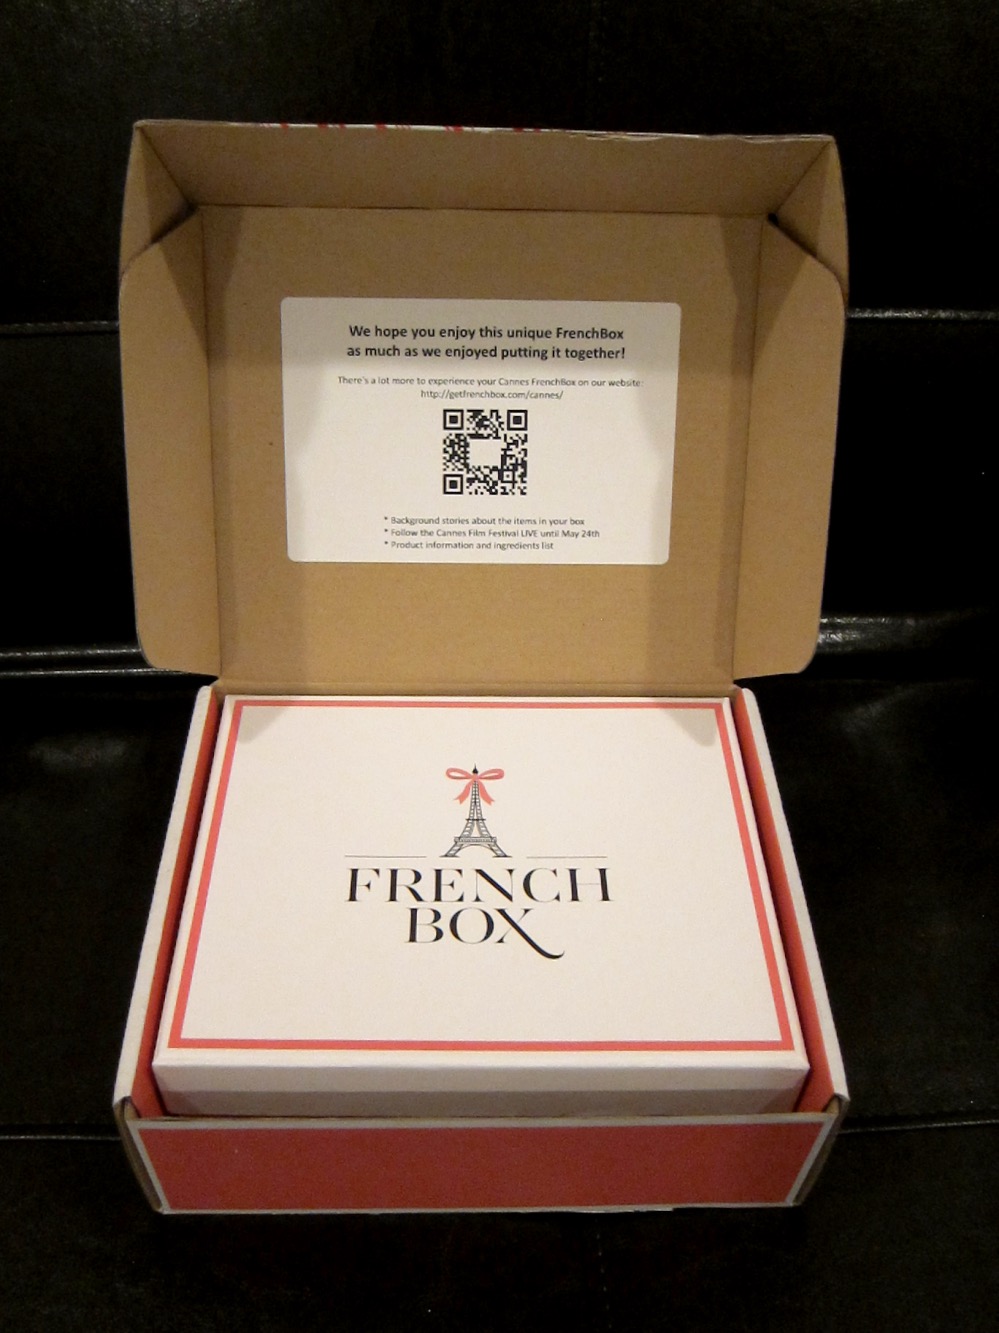 We hope you enjoy this unique FrenchBox
as much as we enjoyed putting it together!
There's a lot more to experience your Cannes FrenchBox on our website:
http://getfrenchbox.com/cannes/
* Background stories about the items in your box
* Follow the Cannes Film Festival LIVE until May 24th
* Product information and ingredients list
FRENCH
BOX